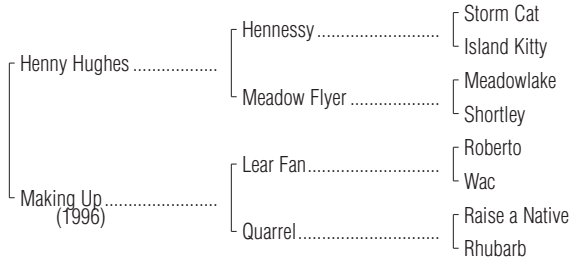 Storm Cat
Hennessy ................................
Island Kitty
Henny Hughes ......................
Meadowlake
Meadow Flyer .......................
Shortley
Roberto
Lear Fan ..................................
Wac
Making Up .............................
(1996)
Raise a Native
Quarrel .....................................
Rhubarb